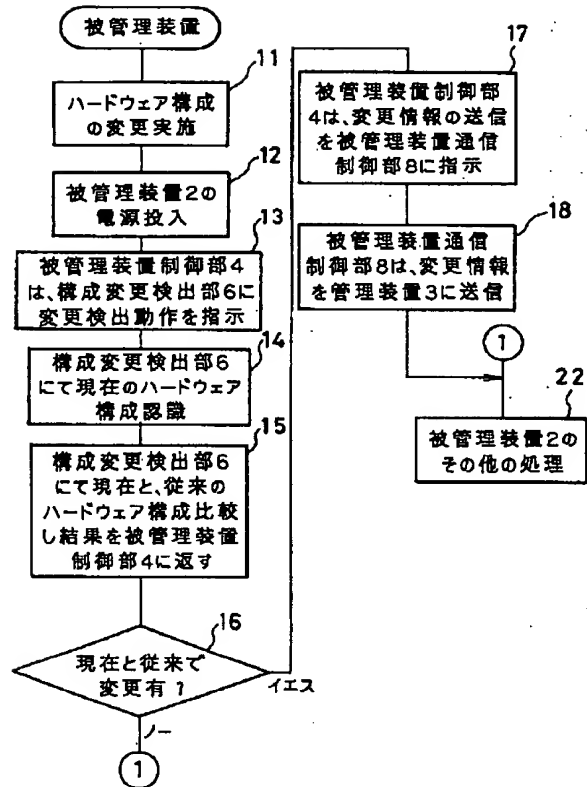 被管理装置
11
ハードウェア構成
の変更実施
12
被管理装置2の
電源投入
13
被管理装置制御部4
は、構成変更検出部6に
変更検出動作を指示
14
構成変更検出部6
にて現在のハードウェア
構成認識
15
構成変更検出部6
にて現在と、従来の
ハードウェア構成比較
し結果を被管理装置
制御部4に返す
16
現在と従来で
変更有?
イエス
ノー
1
17
被管理装置制御部
4は、変更情報の送信
を被管理装置通信
制御部8に指示
18
被管理装置通信
制御部8は、変更情報
を管理装置3に送信
1
22
被管理装置2の
その他の処理